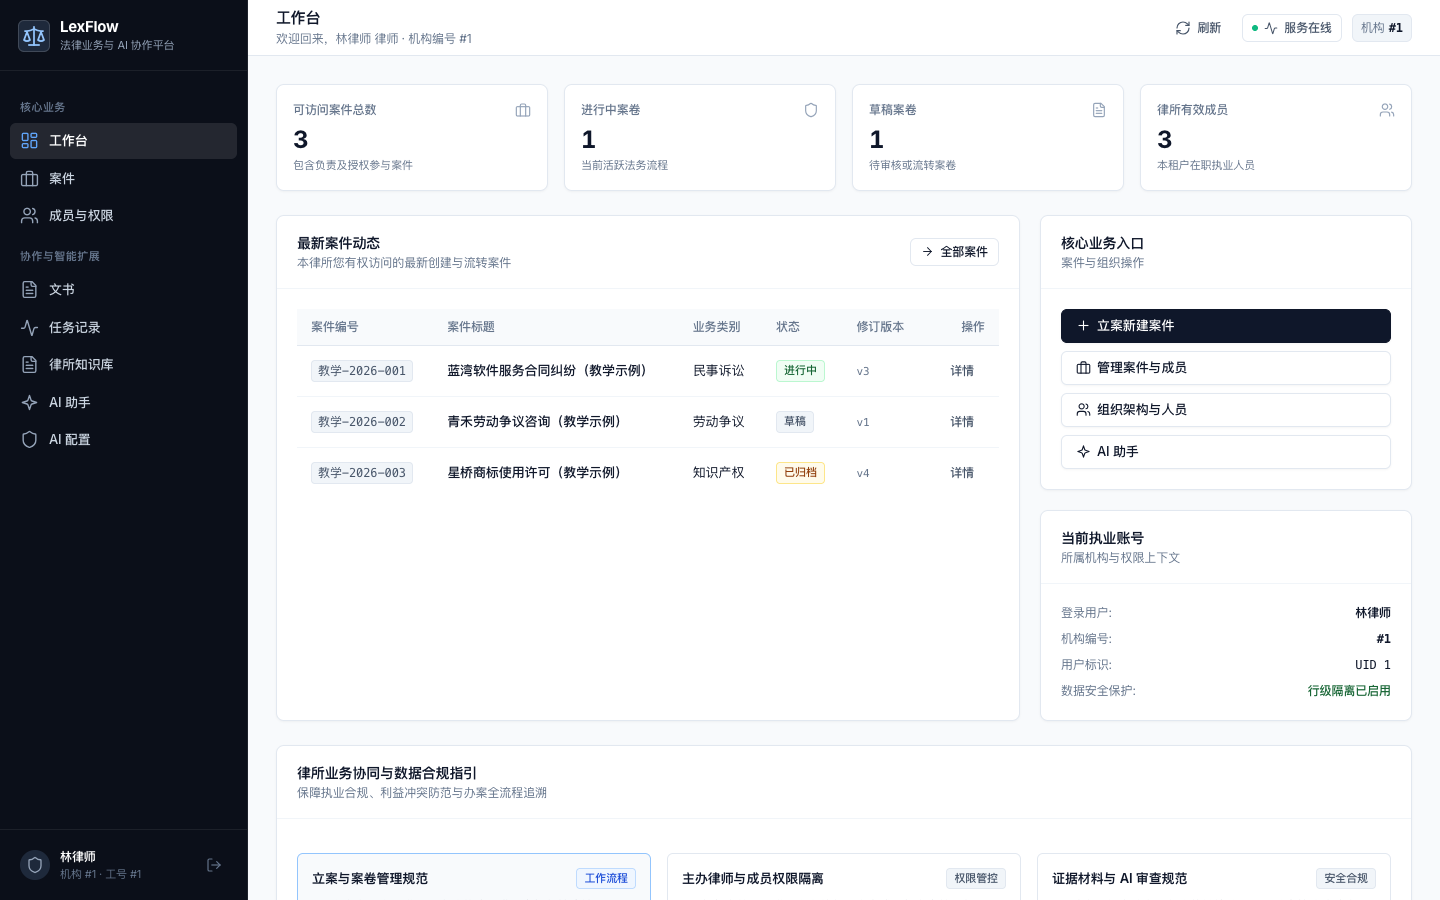 LexFlow
法律业务与 AI 协作平台
核心业务
工作台
案件
成员与权限
协作与智能扩展
文书
任务记录
律所知识库
AI 助手
AI 配置
林律师
机构 #1 · 工号 #1
工作台
欢迎回来，林律师 律师 · 机构编号 #1
刷新
服务在线
机构 #1
可访问案件总数
3
包含负责及授权参与案件
进行中案卷
1
当前活跃法务流程
草稿案卷
1
待审核或流转案卷
律所有效成员
3
本租户在职执业人员
最新案件动态
本律所您有权访问的最新创建与流转案件
全部案件
案件编号 案件标题 业务类别 状态 修订版本 操作
教学-2026-001 蓝湾软件服务合同纠纷（教学示例） 民事诉讼 进行中 v3 详情
教学-2026-002 青禾劳动争议咨询（教学示例） 劳动争议 草稿 v1 详情
教学-2026-003 星桥商标使用许可（教学示例） 知识产权 已归档 v4 详情
核心业务入口
案件与组织操作
立案新建案件
管理案件与成员
组织架构与人员
AI 助手
当前执业账号
所属机构与权限上下文
登录用户: 林律师
机构编号: #1
用户标识: UID 1
数据安全保护: 行级隔离已启用
律所业务协同与数据合规指引
保障执业合规、利益冲突防范与办案全流程追溯
立案与案卷管理规范 工作流程
主办律师与成员权限隔离 权限管控
证据材料与 AI 审查规范 安全合规